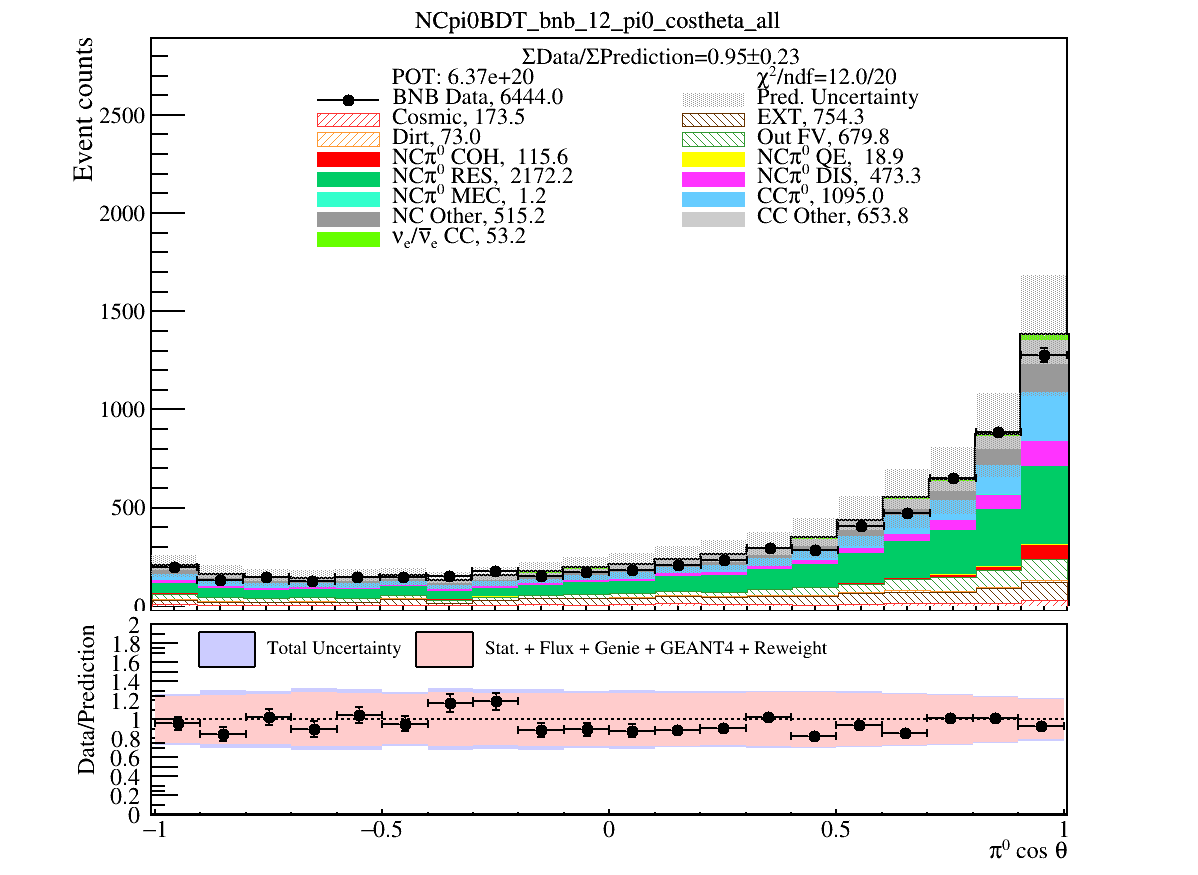 NCpi0BDT_bnb_12_pi0_costheta_all
ΣData/ΣPrediction=0.95±0.23
POT: 6.37e+20 χ²/ndf=12.0/20
BNB Data, 6444.0 Pred. Uncertainty
Cosmic, 173.5 EXT, 754.3
Dirt, 73.0 Out FV, 679.8
NCπ⁰ COH, 115.6 NCπ⁰ QE, 18.9
NCπ⁰ RES, 2172.2 NCπ⁰ DIS, 473.3
NCπ⁰ MEC, 1.2 CCπ⁰, 1095.0
NC Other, 515.2 CC Other, 653.8
νₑ/ν̅ₑ CC, 53.2
Event counts
2500
2000
1500
1000
500
0
Data/Prediction
2
1.8
1.6
1.4
1.2
1
0.8
0.6
0.4
0.2
0
Total Uncertainty Stat. + Flux + Genie + GEANT4 + Reweight
−1 −0.5 0 0.5 1
π⁰ cos θ